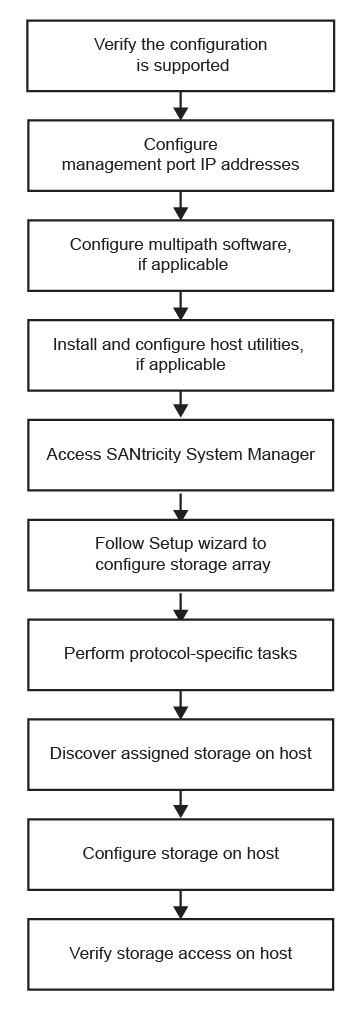 Verify the configuration
is supported
Configure
management port IP addresses
Configure multipath software,
if applicable
Install and configure host utilities,
if applicable
Access SANtricity System Manager
Follow Setup wizard to
configure storage array
Perform protocol-specific tasks
Discover assigned storage on host
Configure storage on host
Verify storage access on host